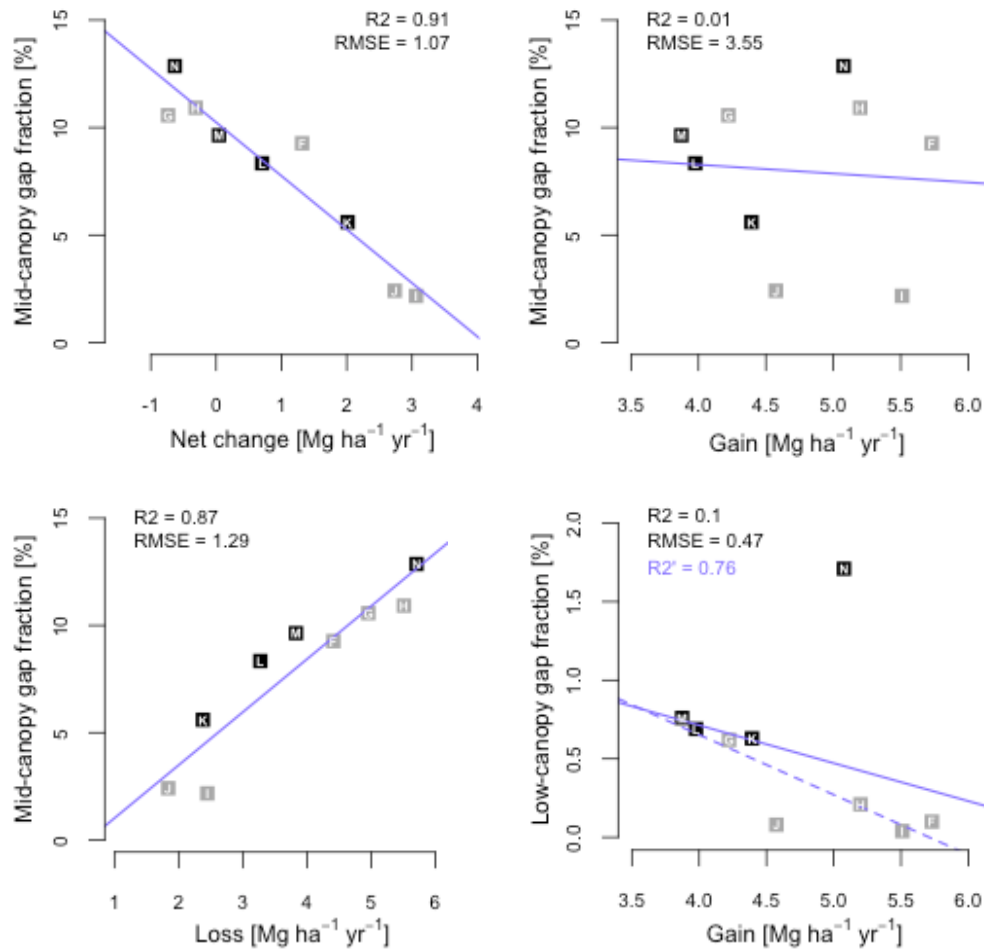 R2 = 0.91
RMSE = 1.07
Mid-canopy gap fraction [%]
15
10
5
0
N
G
H
M
F
L
K
J
I
-1 0 1 2 3 4
Net change [Mg ha⁻¹ yr⁻¹]
R2 = 0.01
RMSE = 3.55
Mid-canopy gap fraction [%]
15
10
5
0
N
H
G
M
F
L
K
J
I
3.5 4.0 4.5 5.0 5.5 6.0
Gain [Mg ha⁻¹ yr⁻¹]
R2 = 0.87
RMSE = 1.29
Mid-canopy gap fraction [%]
15
10
5
0
N
H
G
M
F
L
K
J
I
1 2 3 4 5 6
Loss [Mg ha⁻¹ yr⁻¹]
R2 = 0.1
RMSE = 0.47
R2' = 0.76
Low-canopy gap fraction [%]
2.0
1.5
1.0
0.5
0.0
N
M
L
G
K
H
J
F
I
3.5 4.0 4.5 5.0 5.5 6.0
Gain [Mg ha⁻¹ yr⁻¹]